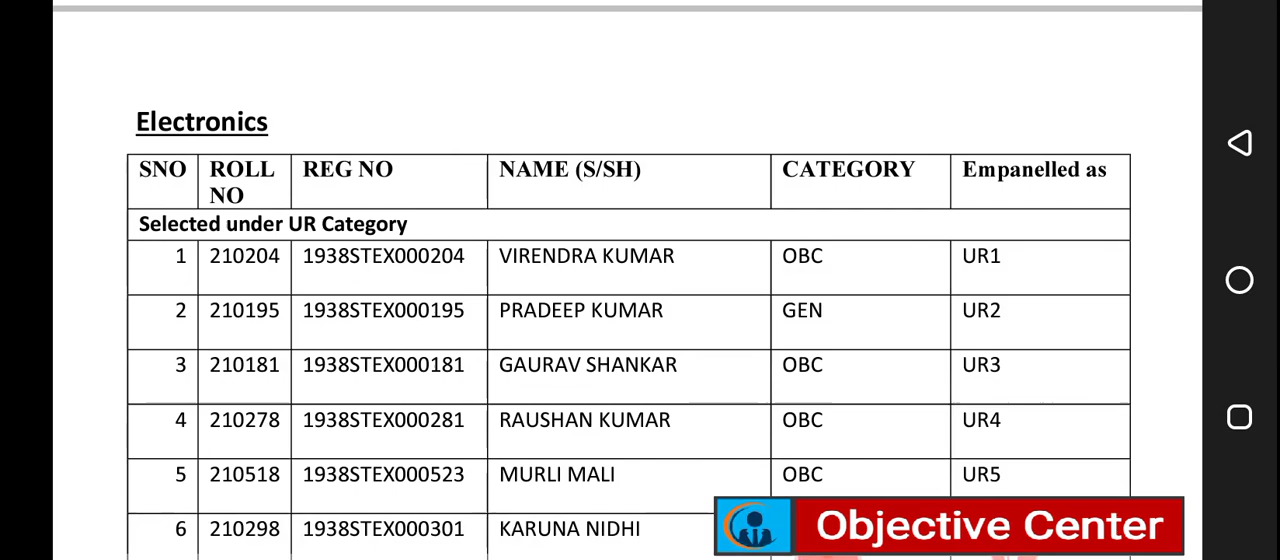 Electronics
SNO ROLL NO REG NO NAME (S/SH) CATEGORY Empanelled as
Selected under UR Category
1 210204 1938STEX000204 VIRENDRA KUMAR OBC UR1
2 210195 1938STEX000195 PRADEEP KUMAR GEN UR2
3 210181 1938STEX000181 GAURAV SHANKAR OBC UR3
4 210278 1938STEX000281 RAUSHAN KUMAR OBC UR4
5 210518 1938STEX000523 MURLI MALI OBC UR5
6 210298 1938STEX000301 KARUNA NIDHI
Objective Center